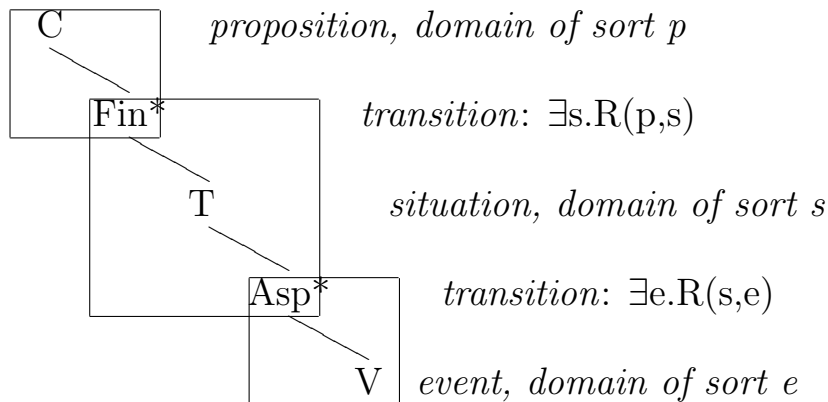 C proposition, domain of sort p
Fin* transition: ∃s.R(p,s)
T situation, domain of sort s
Asp* transition: ∃e.R(s,e)
V event, domain of sort e